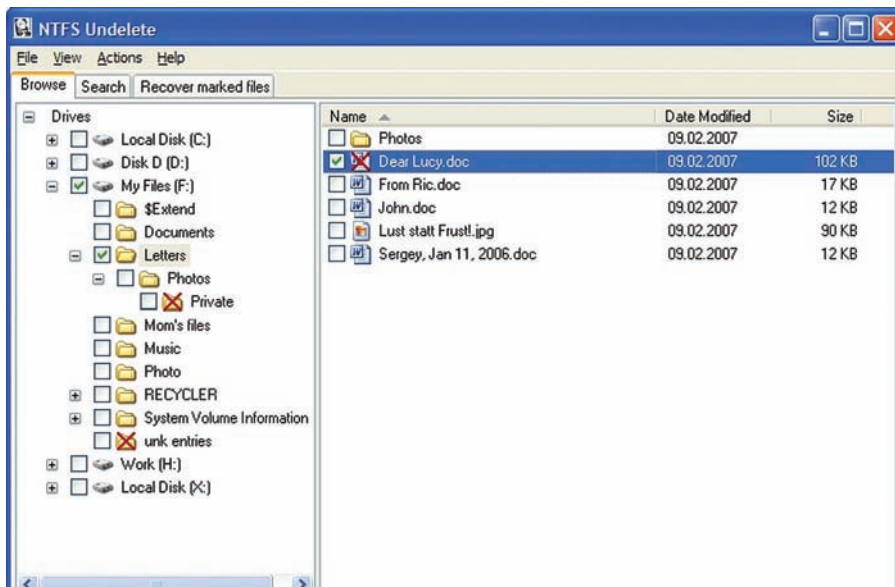 NTFS Undelete
File View Actions Help
Browse Search Recover marked files
Drives
Local Disk (C:)
Disk D (D:)
My Files (F:)
$Extend
Documents
Letters
Photos
Private
Mom's files
Music
Photo
RECYCLER
System Volume Information
unk entries
Work (H:)
Local Disk (X:)
Name Date Modified Size
Photos 09.02.2007
Dear Lucy.doc 09.02.2007 102 KB
From Ric.doc 09.02.2007 17 KB
John.doc 09.02.2007 12 KB
Lust statt Frust!.jpg 09.02.2007 90 KB
Sergey, Jan 11, 2006.doc 09.02.2007 12 KB